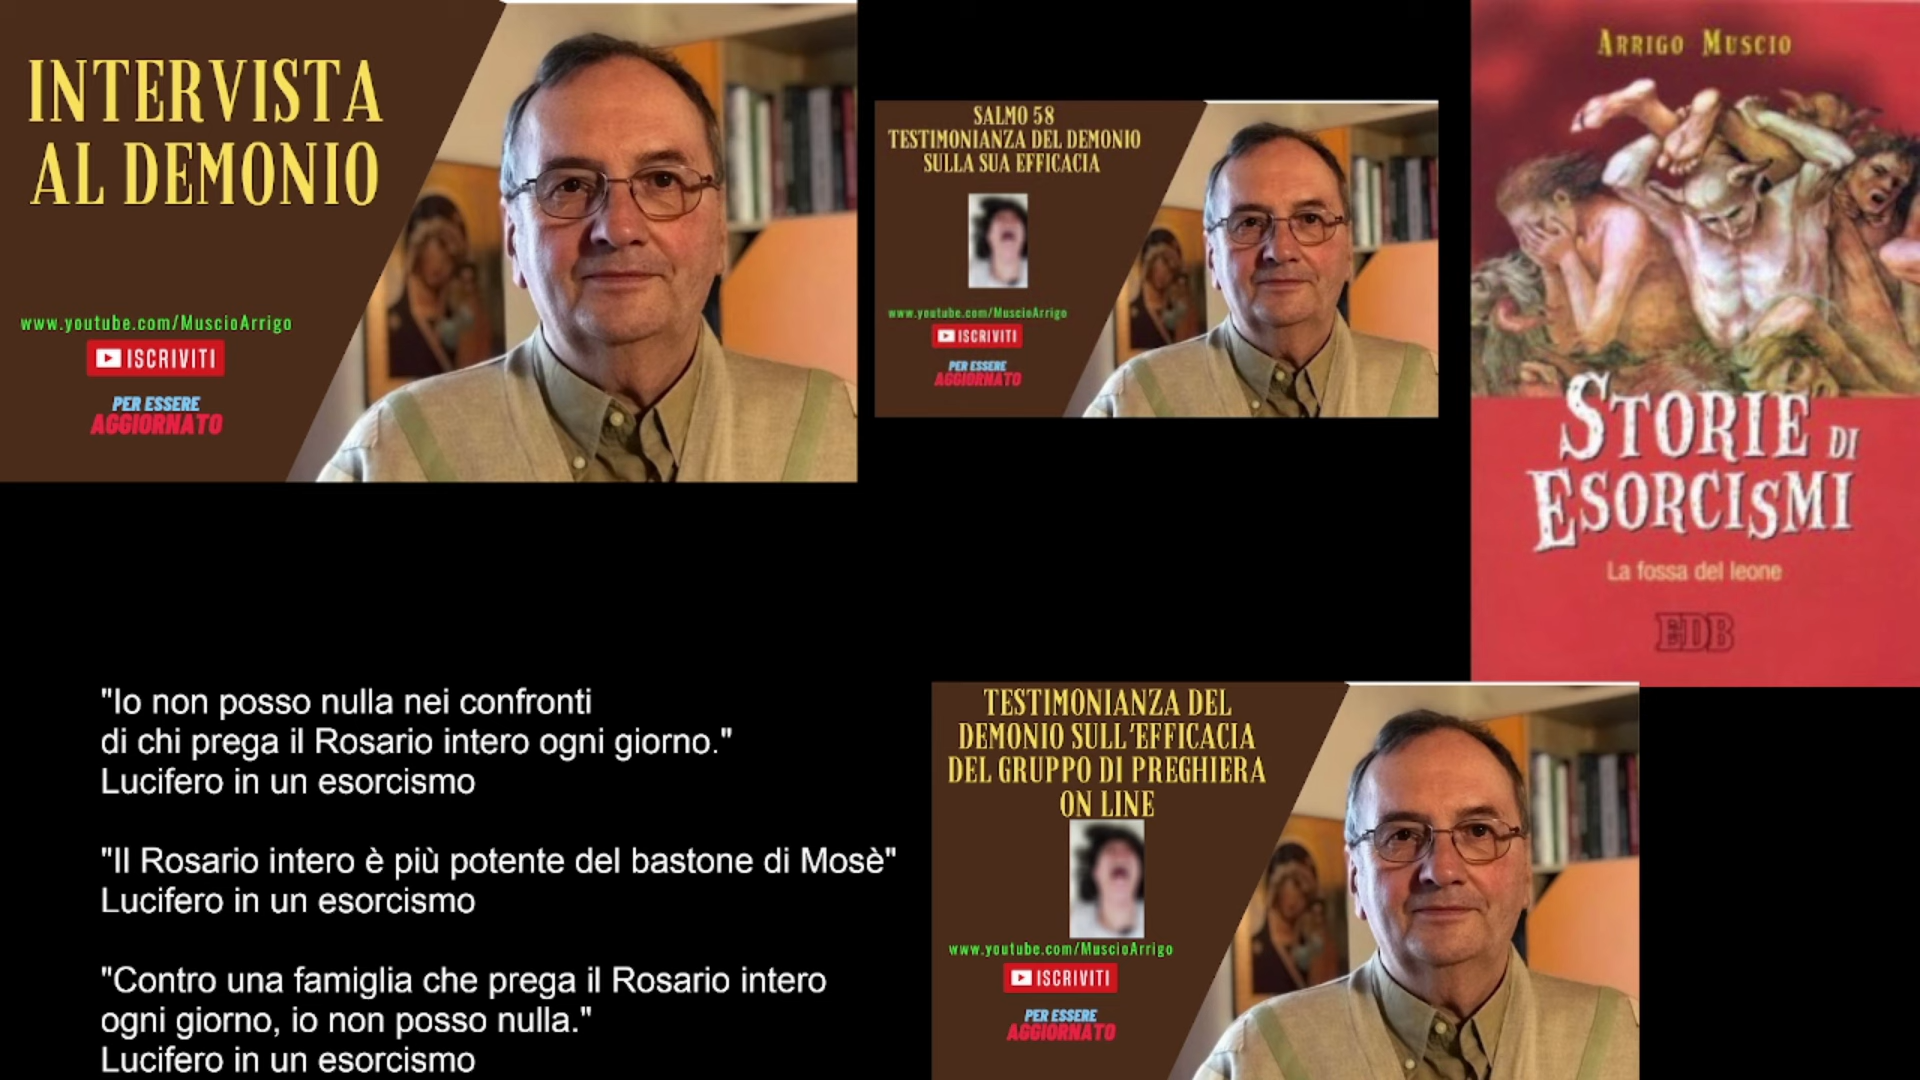 INTERVISTA
AL DEMONIO
www.youtube.com/MuscioArrigo
ISCRIVITI
PER ESSERE
AGGIORNATO
SALMO 58
TESTIMONIANZA DEL DEMONIO
SULLA SUA EFFICACIA
www.youtube.com/MuscioArrigo
ISCRIVITI
PER ESSERE
AGGIORNATO
ARRIGO MUSCIO
STORIE DI
ESORCISMI
La fossa del leone
EDB
"Io non posso nulla nei confronti
di chi prega il Rosario intero ogni giorno."
Lucifero in un esorcismo
"Il Rosario intero è più potente del bastone di Mosè"
Lucifero in un esorcismo
"Contro una famiglia che prega il Rosario intero
ogni giorno, io non posso nulla."
Lucifero in un esorcismo
TESTIMONIANZA DEL
DEMONIO SULL'EFFICACIA
DEL GRUPPO DI PREGHIERA
ON LINE
www.youtube.com/MuscioArrigo
ISCRIVITI
PER ESSERE
AGGIORNATO